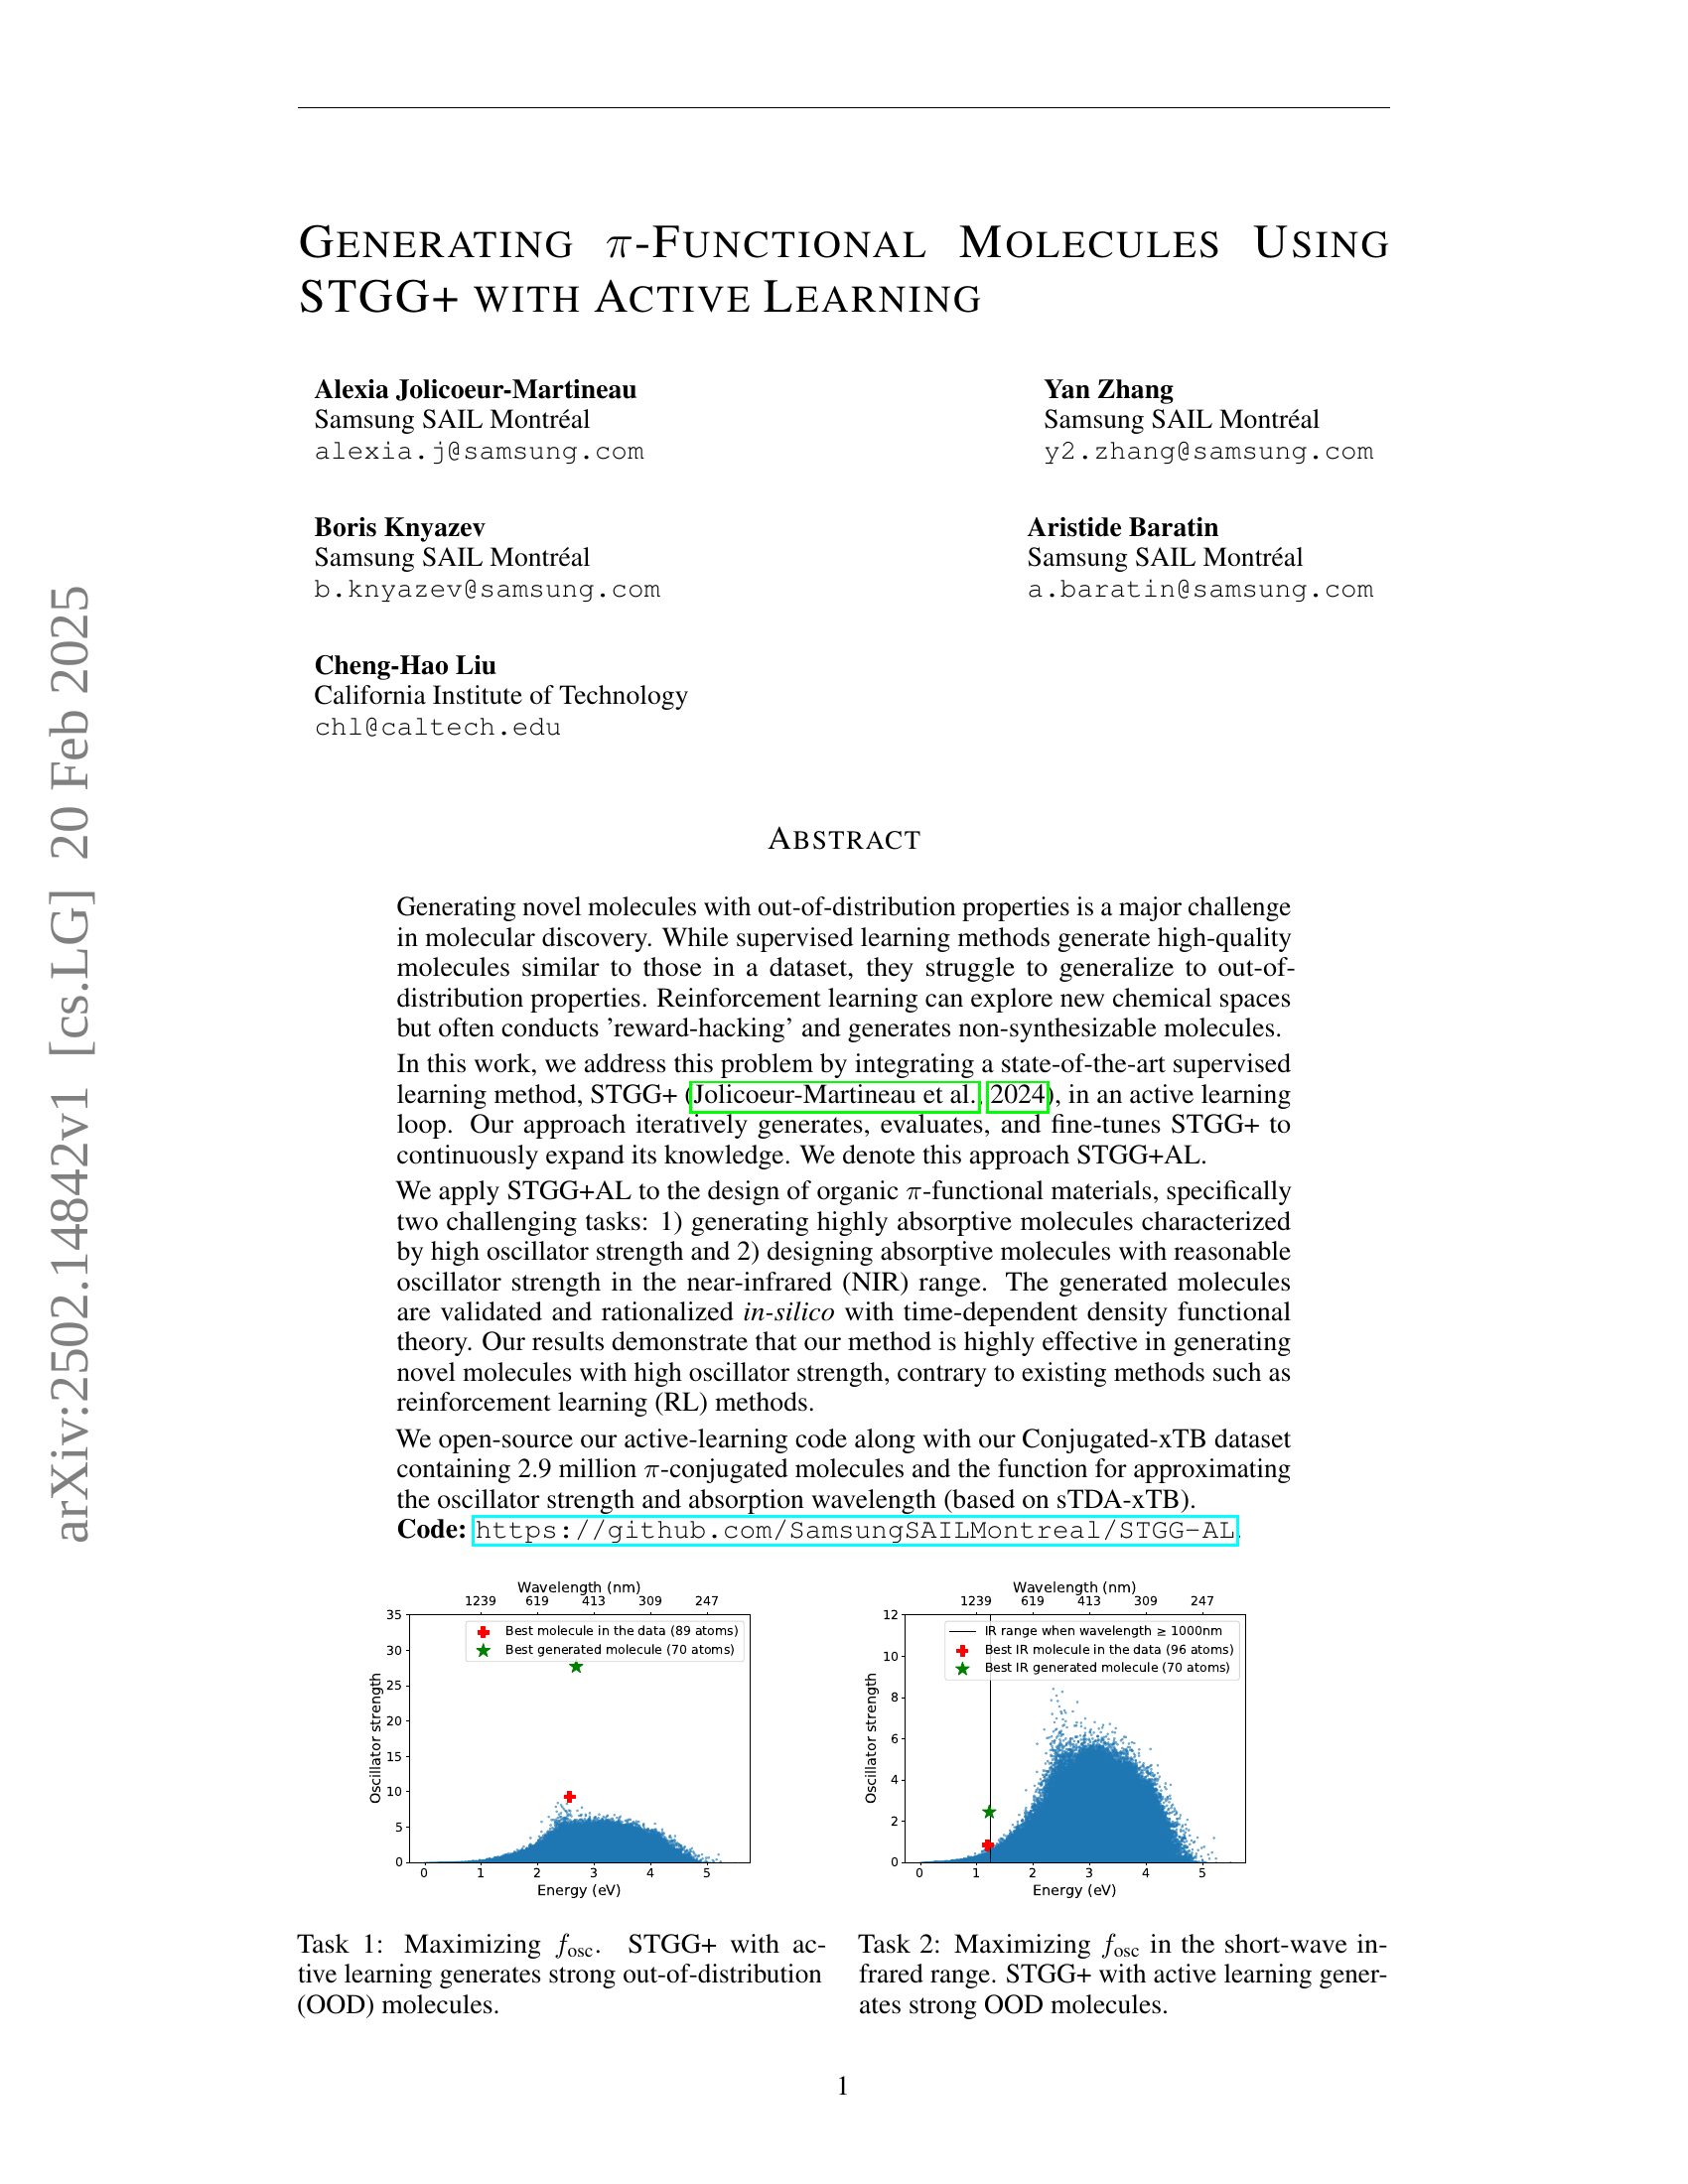 GENERATING π-FUNCTIONAL MOLECULES USING
STGG+ WITH ACTIVE LEARNING
Alexia Jolicoeur-Martineau
Samsung SAIL Montréal
alexia.j@samsung.com
Yan Zhang
Samsung SAIL Montréal
y2.zhang@samsung.com
Boris Knyazev
Samsung SAIL Montréal
b.knyazev@samsung.com
Aristide Baratin
Samsung SAIL Montréal
a.baratin@samsung.com
Cheng-Hao Liu
California Institute of Technology
chl@caltech.edu
arXiv:2502.14842v1 [cs.LG] 20 Feb 2025
ABSTRACT
Generating novel molecules with out-of-distribution properties is a major challenge
in molecular discovery. While supervised learning methods generate high-quality
molecules similar to those in a dataset, they struggle to generalize to out-of-
distribution properties. Reinforcement learning can explore new chemical spaces
but often conducts ’reward-hacking’ and generates non-synthesizable molecules.
In this work, we address this problem by integrating a state-of-the-art supervised
learning method, STGG+ (Jolicoeur-Martineau et al., 2024), in an active learning
loop. Our approach iteratively generates, evaluates, and fine-tunes STGG+ to
continuously expand its knowledge. We denote this approach STGG+AL.
We apply STGG+AL to the design of organic π-functional materials, specifically
two challenging tasks: 1) generating highly absorptive molecules characterized
by high oscillator strength and 2) designing absorptive molecules with reasonable
oscillator strength in the near-infrared (NIR) range. The generated molecules
are validated and rationalized in-silico with time-dependent density functional
theory. Our results demonstrate that our method is highly effective in generating
novel molecules with high oscillator strength, contrary to existing methods such as
reinforcement learning (RL) methods.
We open-source our active-learning code along with our Conjugated-xTB dataset
containing 2.9 million π-conjugated molecules and the function for approximating
the oscillator strength and absorption wavelength (based on sTDA-xTB).
Code: https://github.com/SamsungSAILMontreal/STGG-AL.
Wavelength (nm)
1239 619 413 309 247
35
30
25
20
15
10
5
0
Oscillator strength
Best molecule in the data (89 atoms)
Best generated molecule (70 atoms)
0 1 2 3 4 5
Energy (eV)
Wavelength (nm)
1239 619 413 309 247
12
10
8
6
4
2
0
Oscillator strength
IR range when wavelength ≥ 1000nm
Best IR molecule in the data (96 atoms)
Best IR generated molecule (70 atoms)
0 1 2 3 4 5
Energy (eV)
Task 1: Maximizing fosc. STGG+ with ac-
tive learning generates strong out-of-distribution
(OOD) molecules.
Task 2: Maximizing fosc in the short-wave in-
frared range. STGG+ with active learning gener-
ates strong OOD molecules.
1